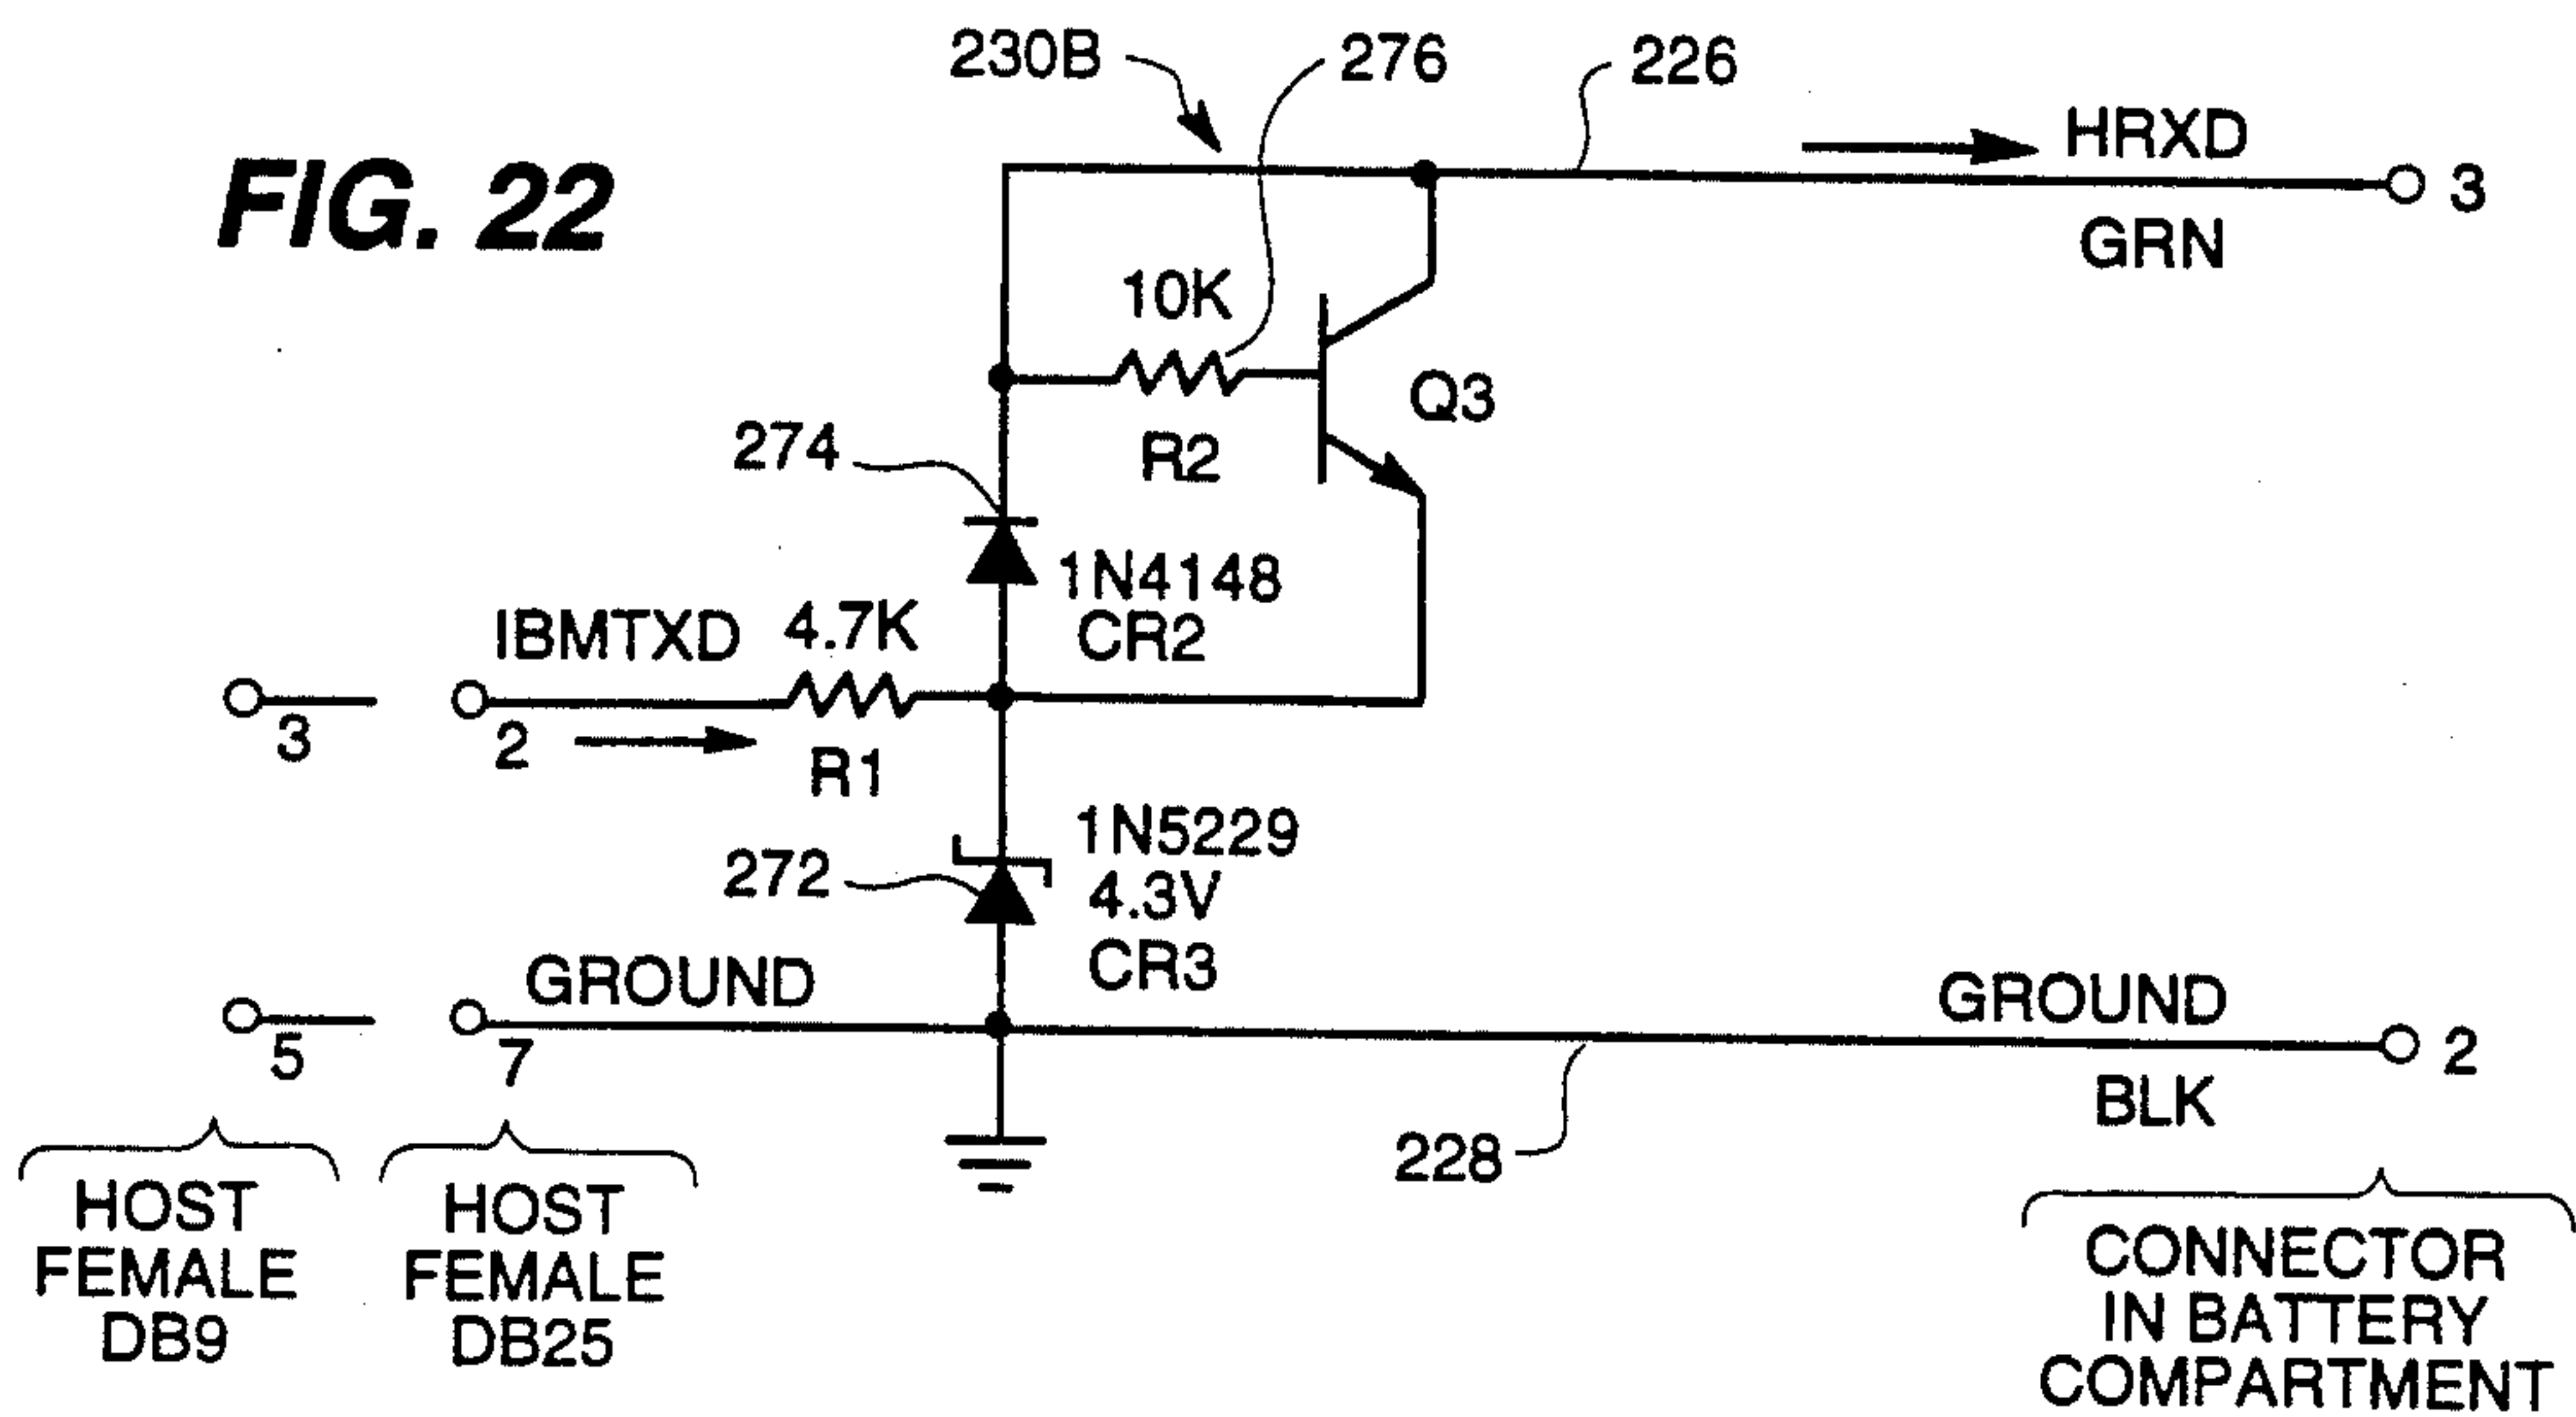 230B
276
226
FIG. 22
HRXD
3
GRN
10K
R2
Q3
274
1N4148
CR2
IBMTXD
4.7K
3
2
R1
272
1N5229
4.3V
CR3
GROUND
5
7
GROUND
2
BLK
228
HOST
FEMALE
DB9
HOST
FEMALE
DB25
CONNECTOR
IN BATTERY
COMPARTMENT